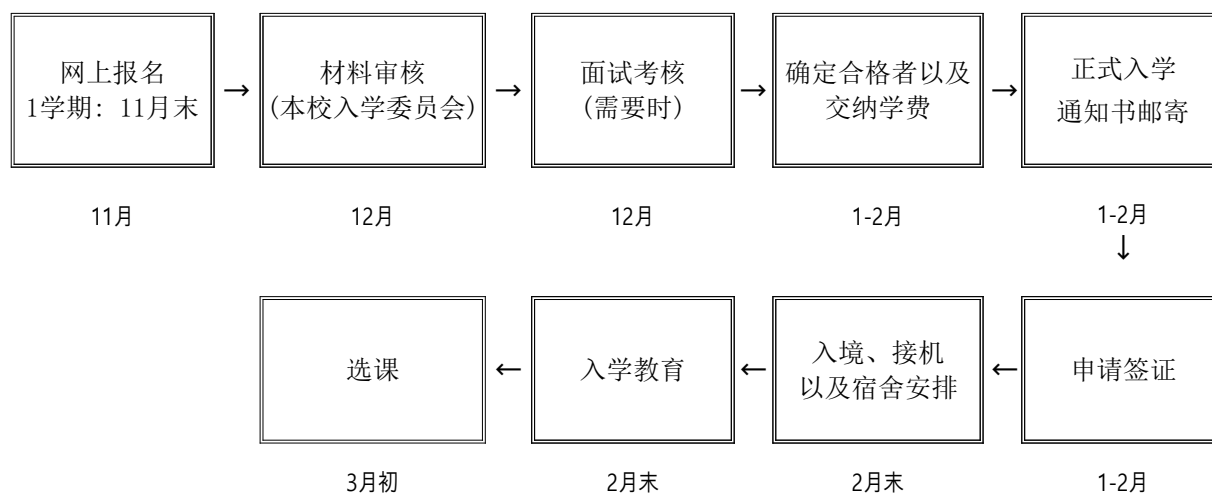 网上报名
1学期：11月末
→
材料审核
(本校入学委员会)
→
面试考核
(需要时)
→
确定合格者以及
交纳学费
→
正式入学
通知书邮寄
11月
12月
12月
1-2月
1-2月
↓
申请签证
←
入境、接机
以及宿舍安排
←
入学教育
←
选课
1-2月
2月末
2月末
3月初